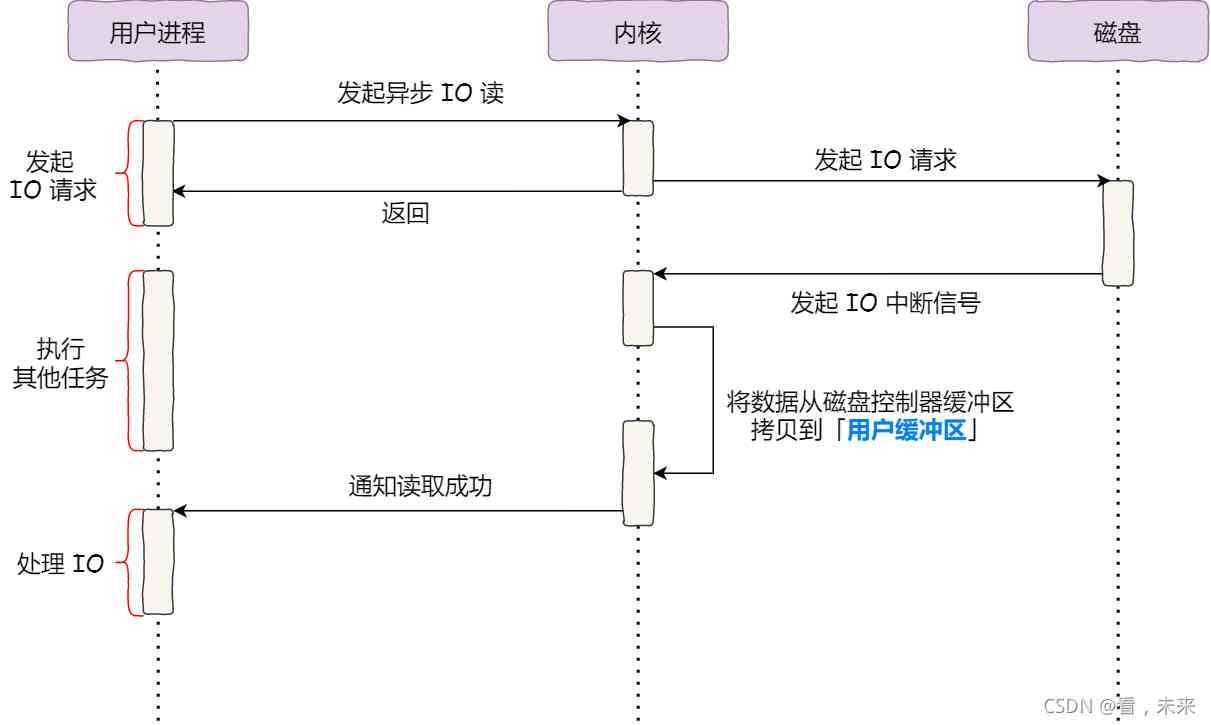 用户进程
内核
磁盘
发起异步 IO 读
发起 IO 请求
发起
IO 请求
返回
发起 IO 中断信号
执行
其他任务
将数据从磁盘控制器缓冲区
拷贝到「用户缓冲区」
通知读取成功
处理 IO
CSDN @看，未来